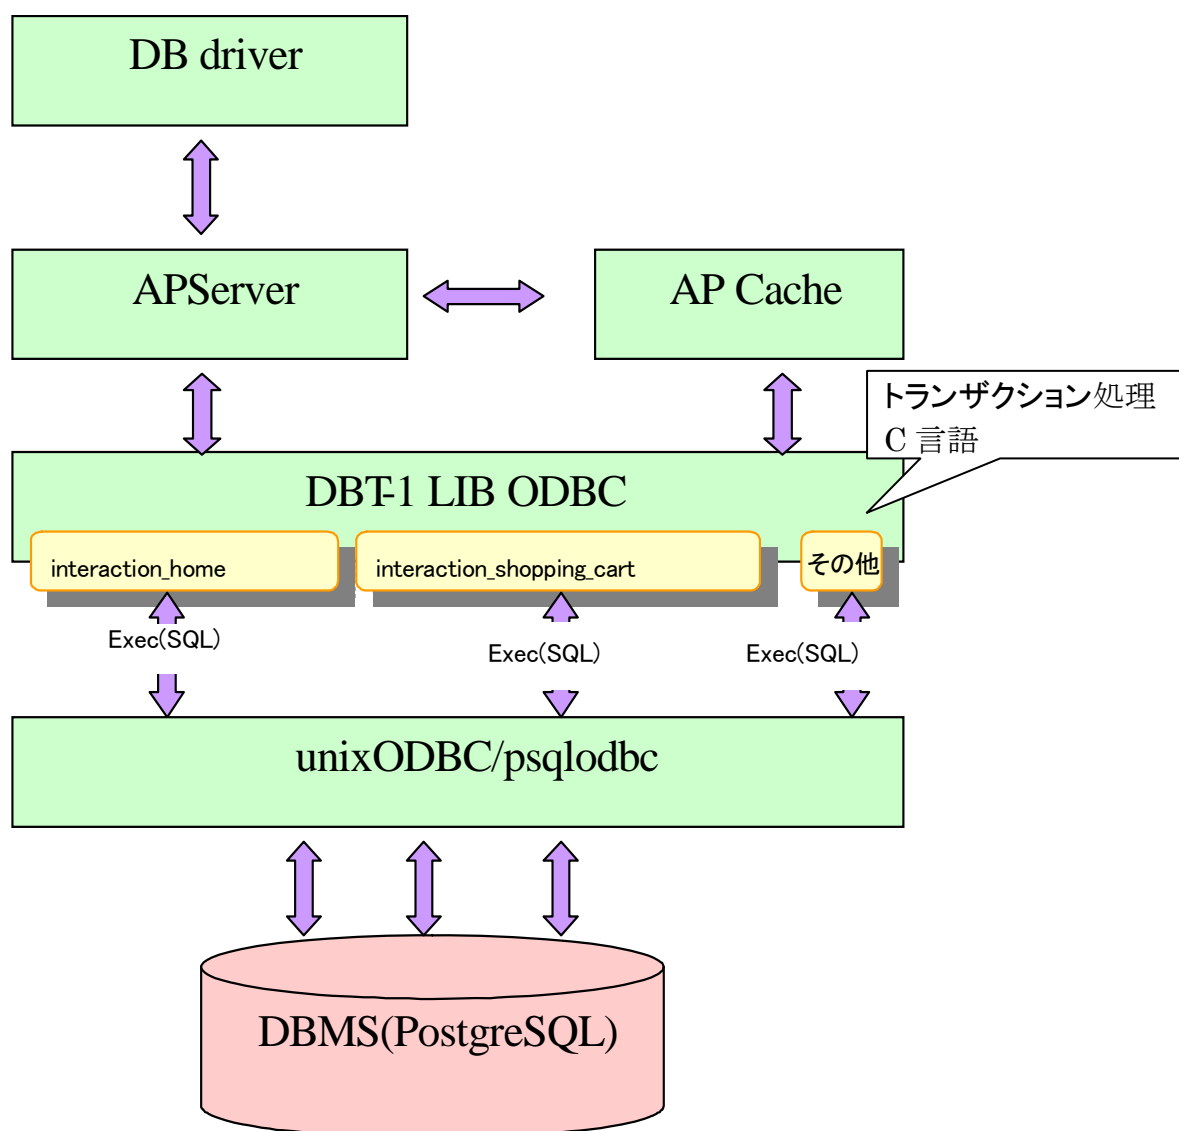 DB driver
APServer
AP Cache
トランザクション処理
C 言語
DBT-1 LIB ODBC
interaction_home
interaction_shopping_cart
その他
Exec(SQL)
Exec(SQL)
Exec(SQL)
unixODBC/psqlodbc
DBMS(PostgreSQL)